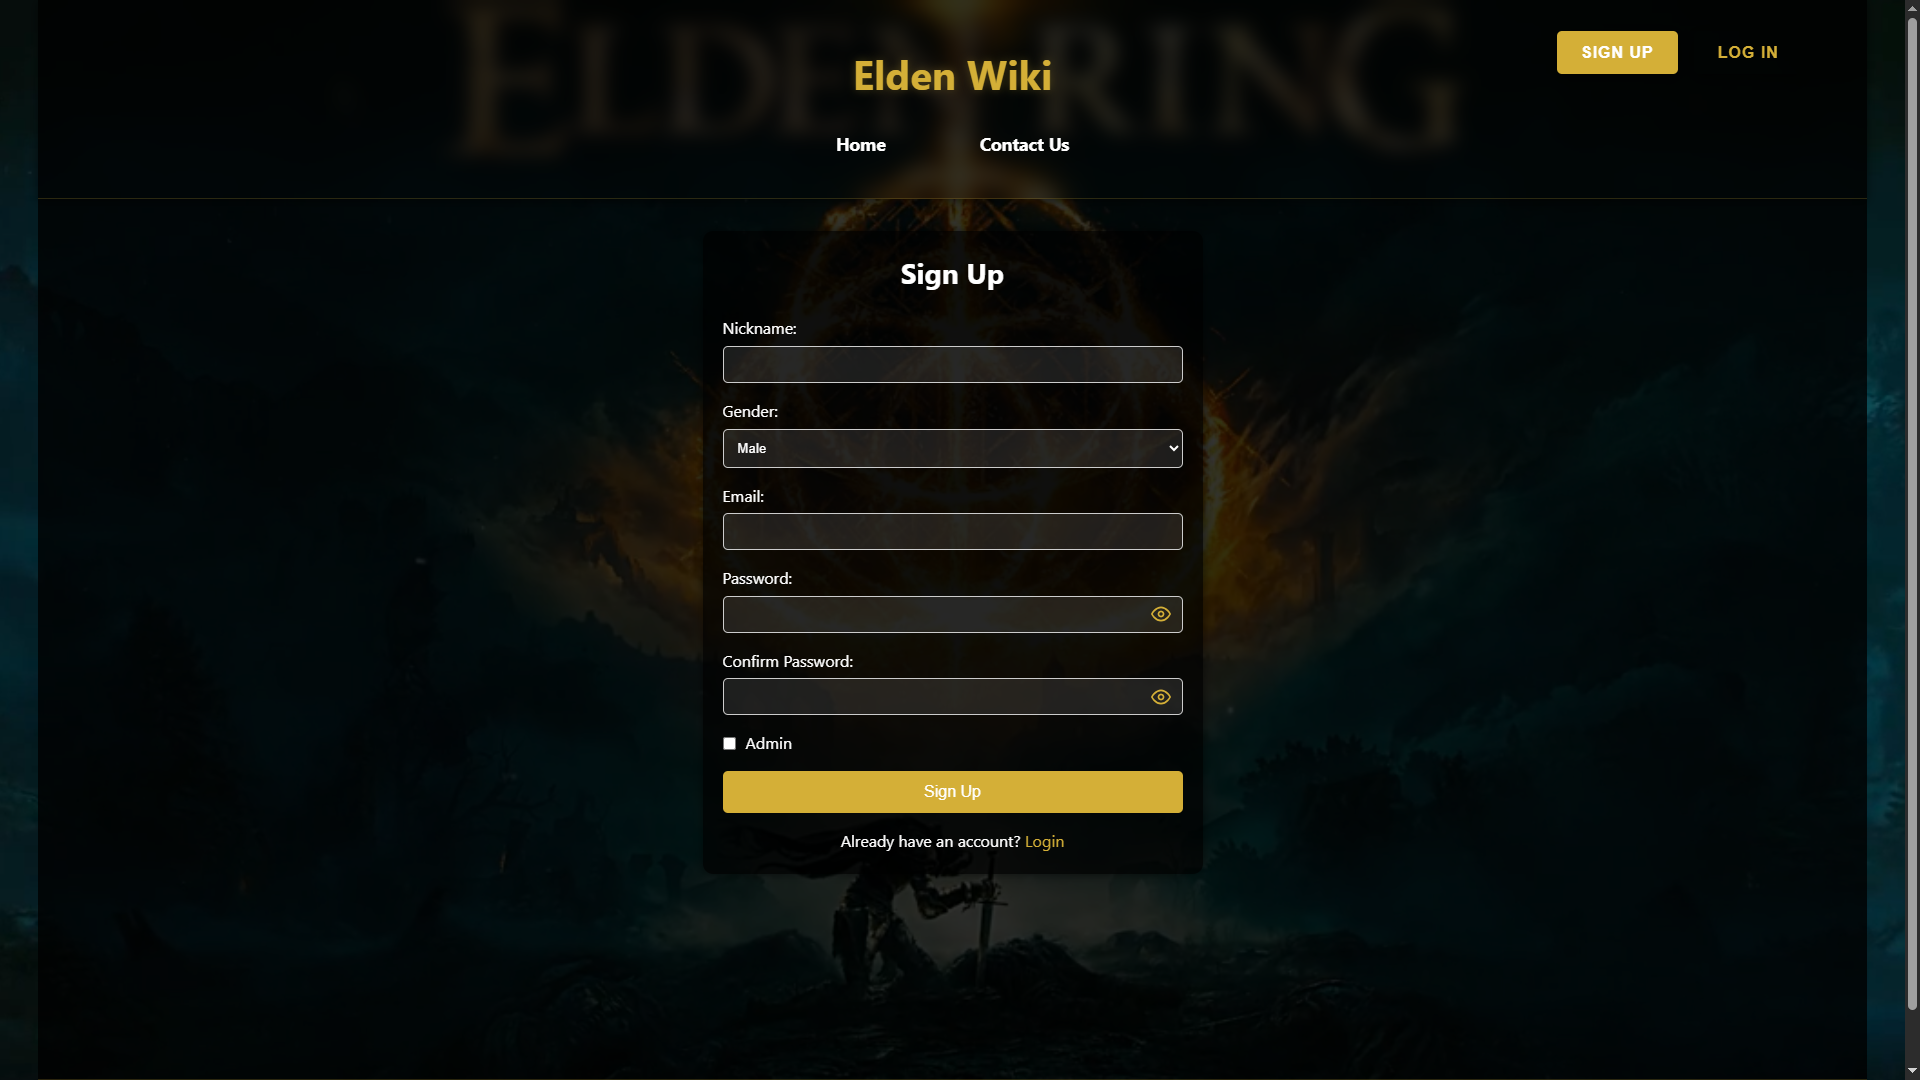 ELDEN RING
Elden Wiki
SIGN UP
LOG IN
Home
Contact Us
Sign Up
Nickname:
Gender:
Male
Email:
Password:
Confirm Password:
Admin
Sign Up
Already have an account? Login